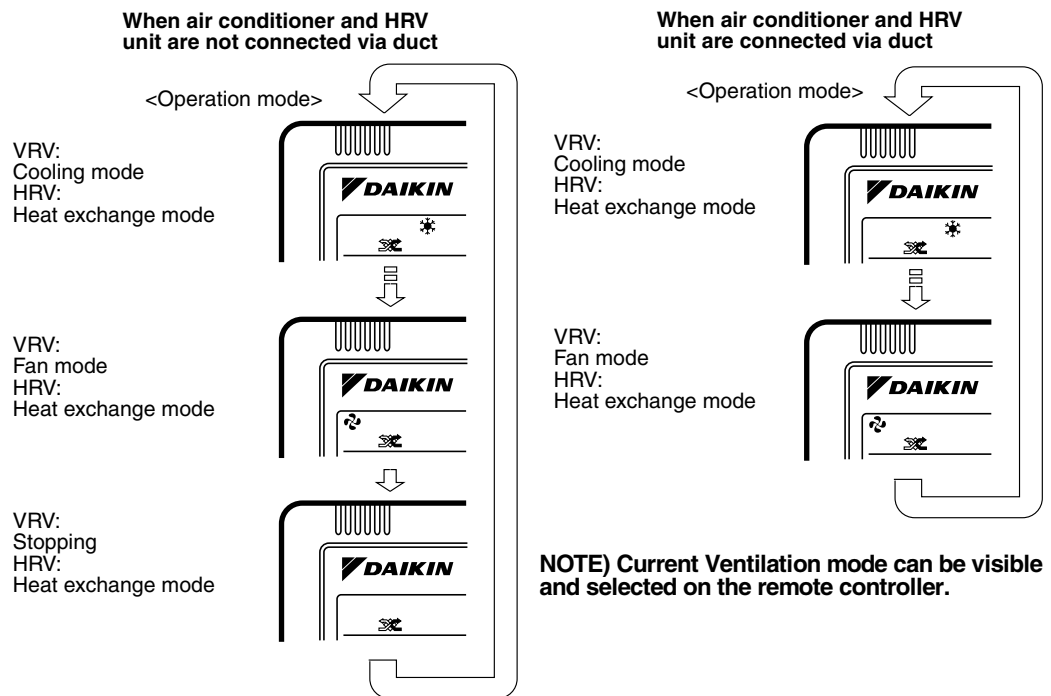 When air conditioner and HRV
unit are not connected via duct
<Operation mode>
VRV:
Cooling mode
HRV:
Heat exchange mode
DAIKIN
VRV:
Fan mode
HRV:
Heat exchange mode
DAIKIN
VRV:
Stopping
HRV:
Heat exchange mode
DAIKIN
When air conditioner and HRV
unit are connected via duct
<Operation mode>
VRV:
Cooling mode
HRV:
Heat exchange mode
DAIKIN
VRV:
Fan mode
HRV:
Heat exchange mode
DAIKIN
NOTE) Current Ventilation mode can be visible
and selected on the remote controller.